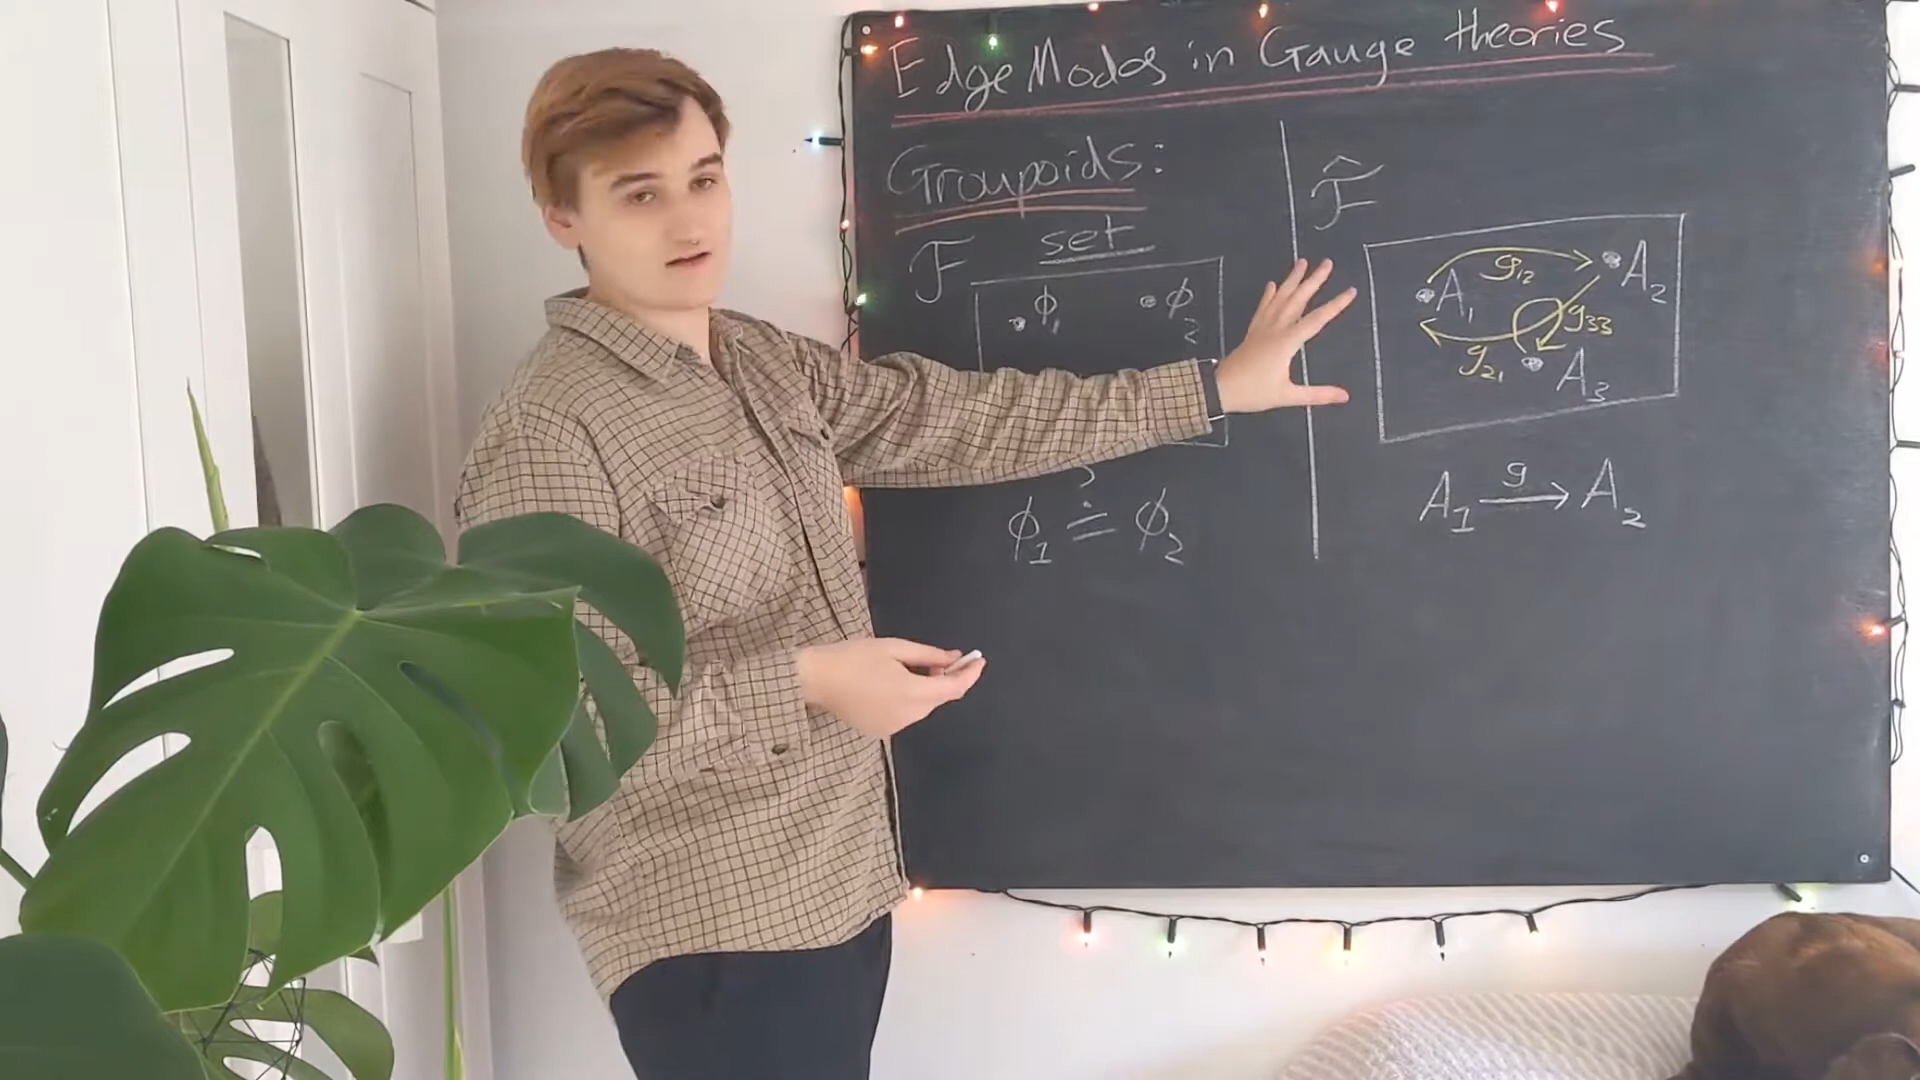 Edge Modes in Gauge theories
Groupoids:
F set
ϕ₁ ϕ₂
?
ϕ₁ = ϕ₂
F̂
A₁ g₁₂ A₂
g₃₃
g₂₁ A₃
A₁ →ᵍ A₂